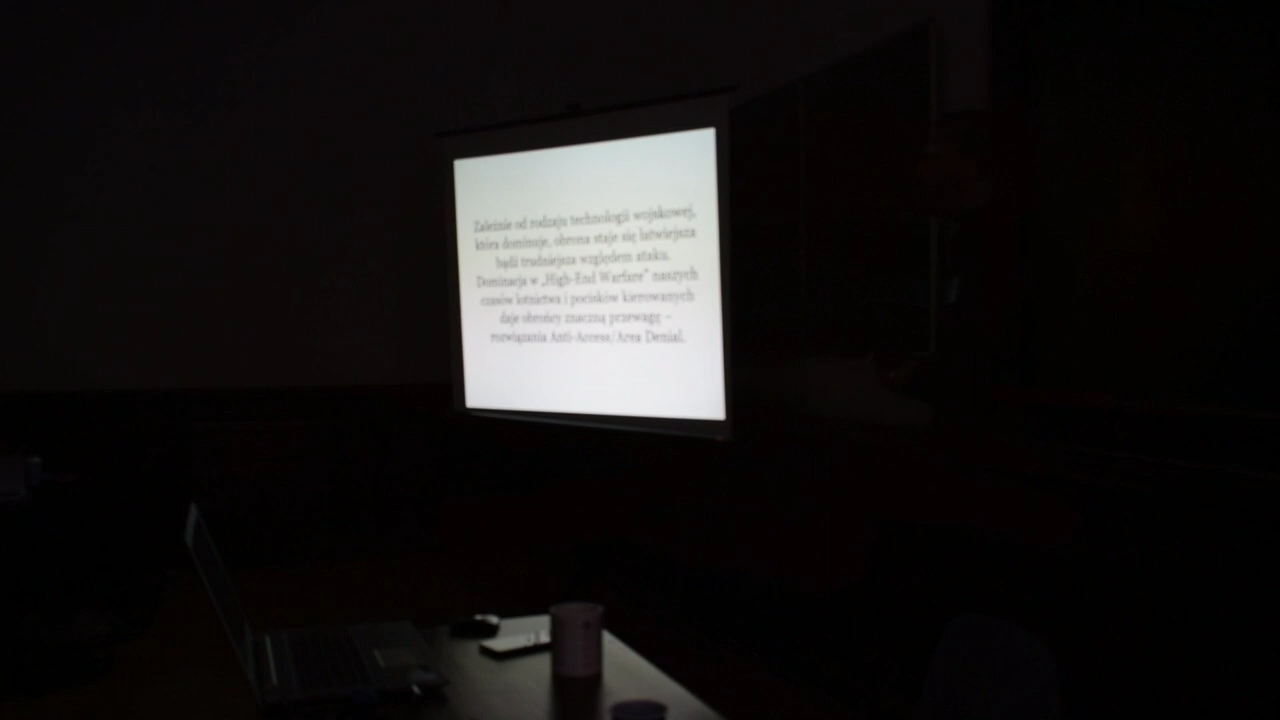 Zależnie od rodzaju technologii wojskowej,
która dominuje, obrona staje się łatwiejsza
bądź trudniejsza względem ataku.
Dominacja w „High-End Warfare” naszych
czasów lotnictwa i pocisków kierowanych
daje obrońcy znaczną przewagę –
rozwiązania Anti-Access/Area Denial.